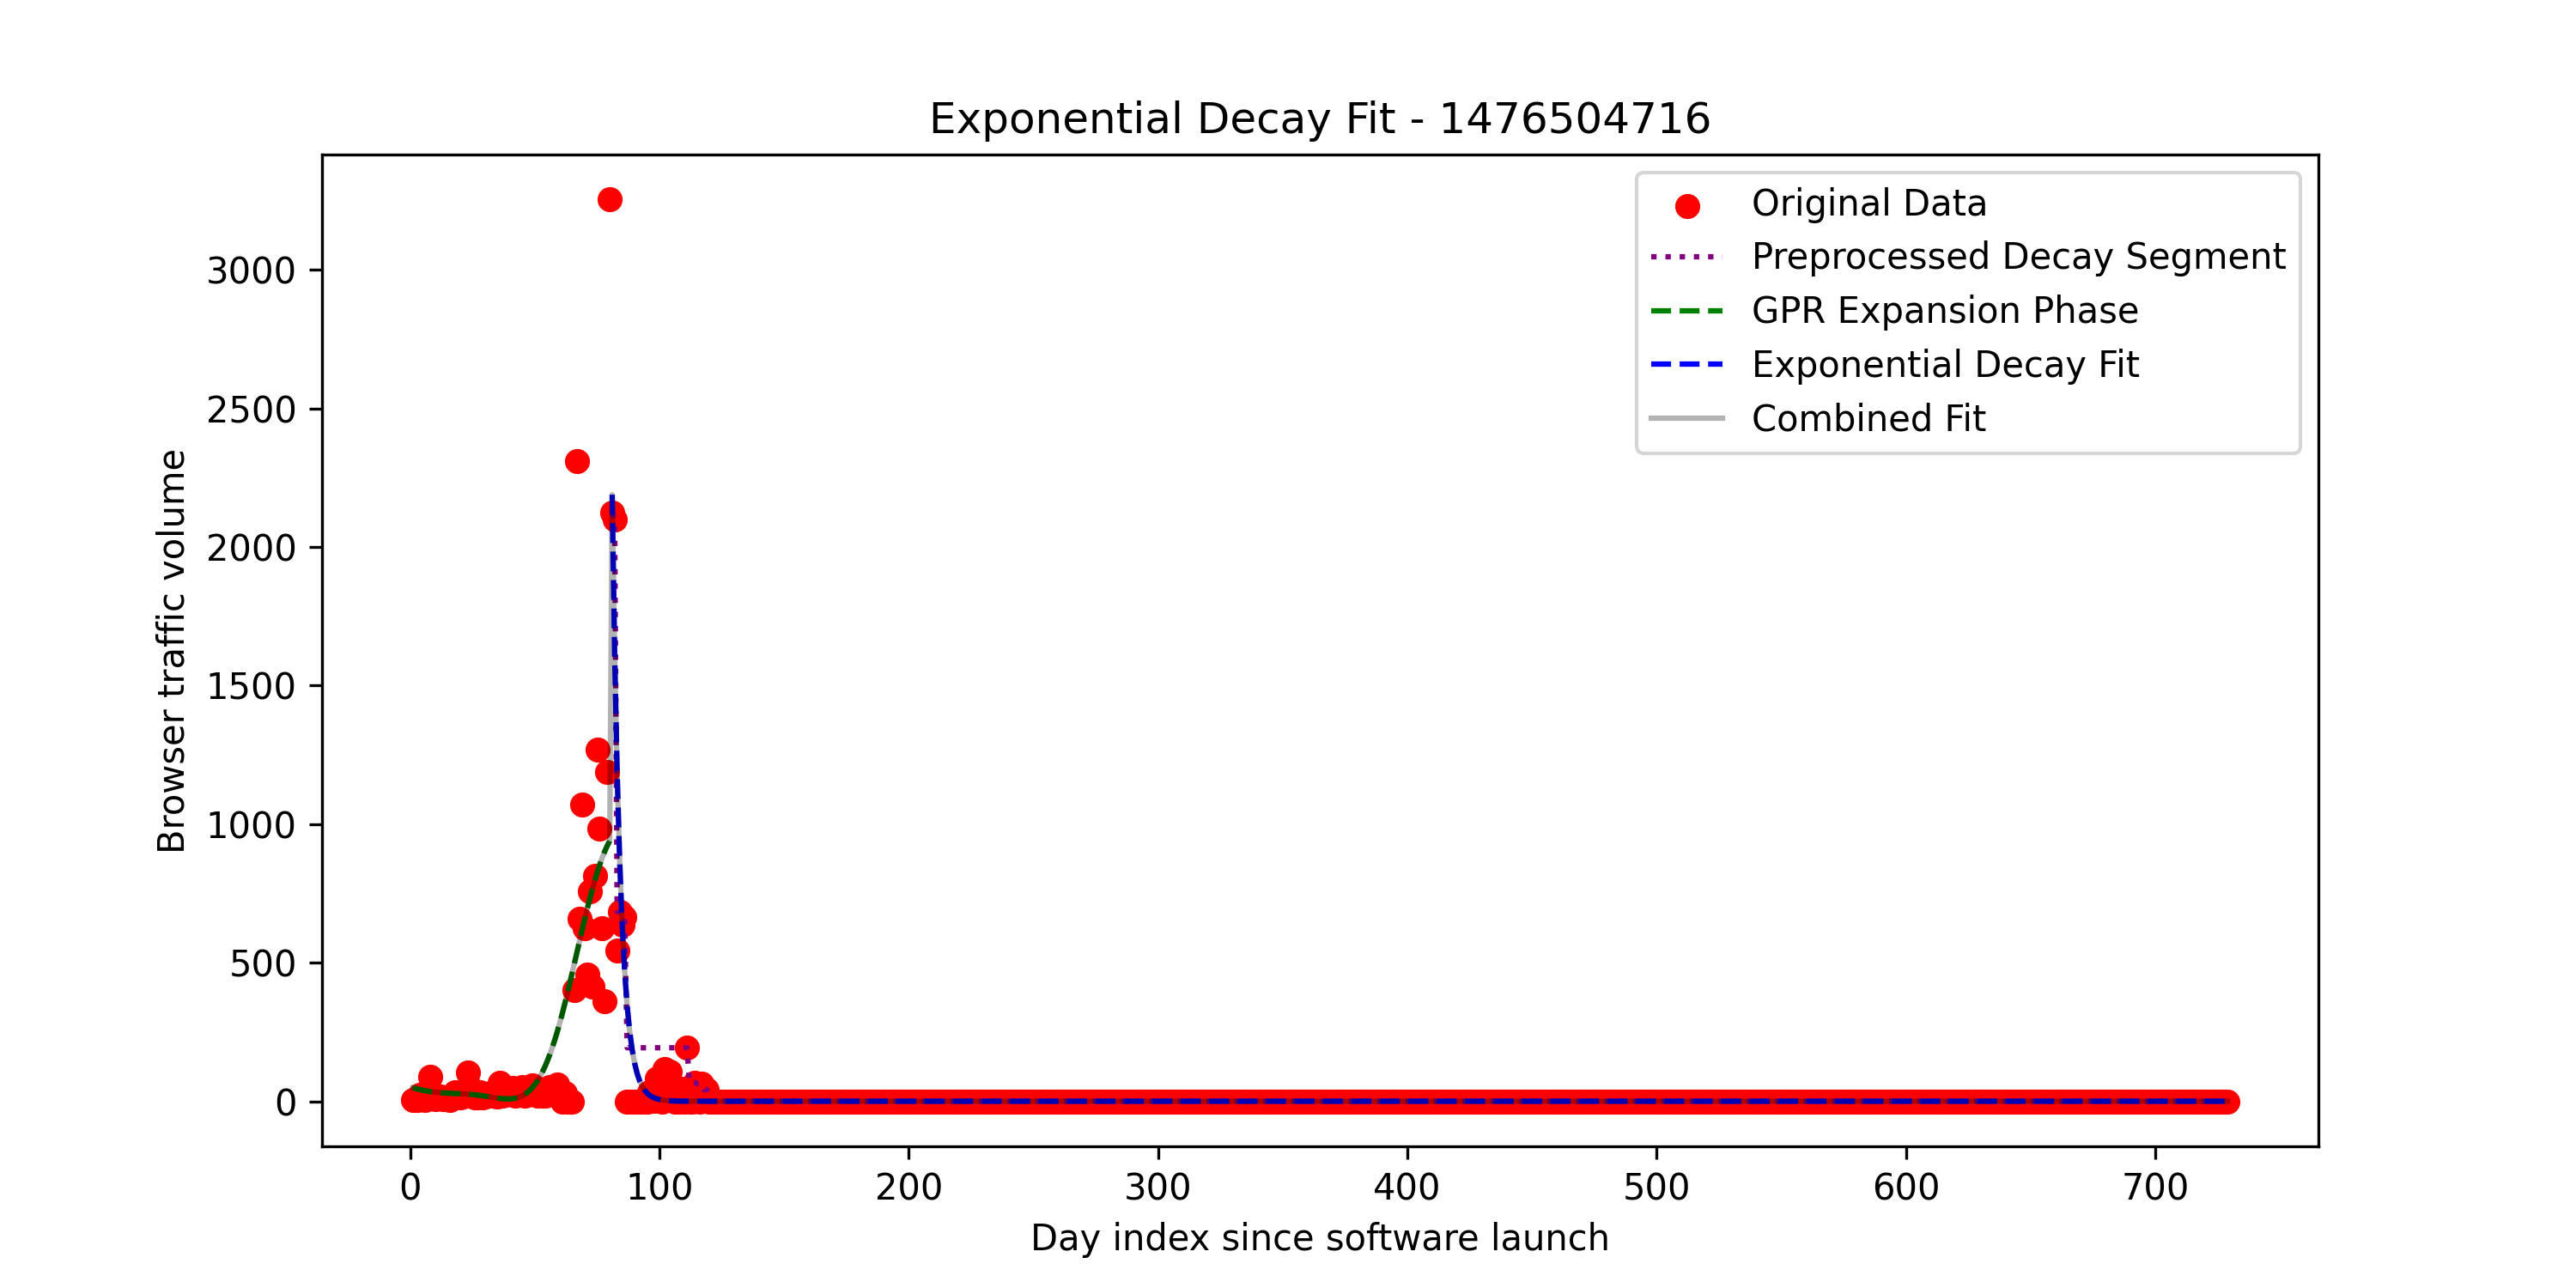 Exponential Decay Fit - 1476504716
Original Data
Preprocessed Decay Segment
GPR Expansion Phase
Exponential Decay Fit
Combined Fit
Browser traffic volume
3000
2500
2000
1500
1000
500
0
0 100 200 300 400 500 600 700
Day index since software launch